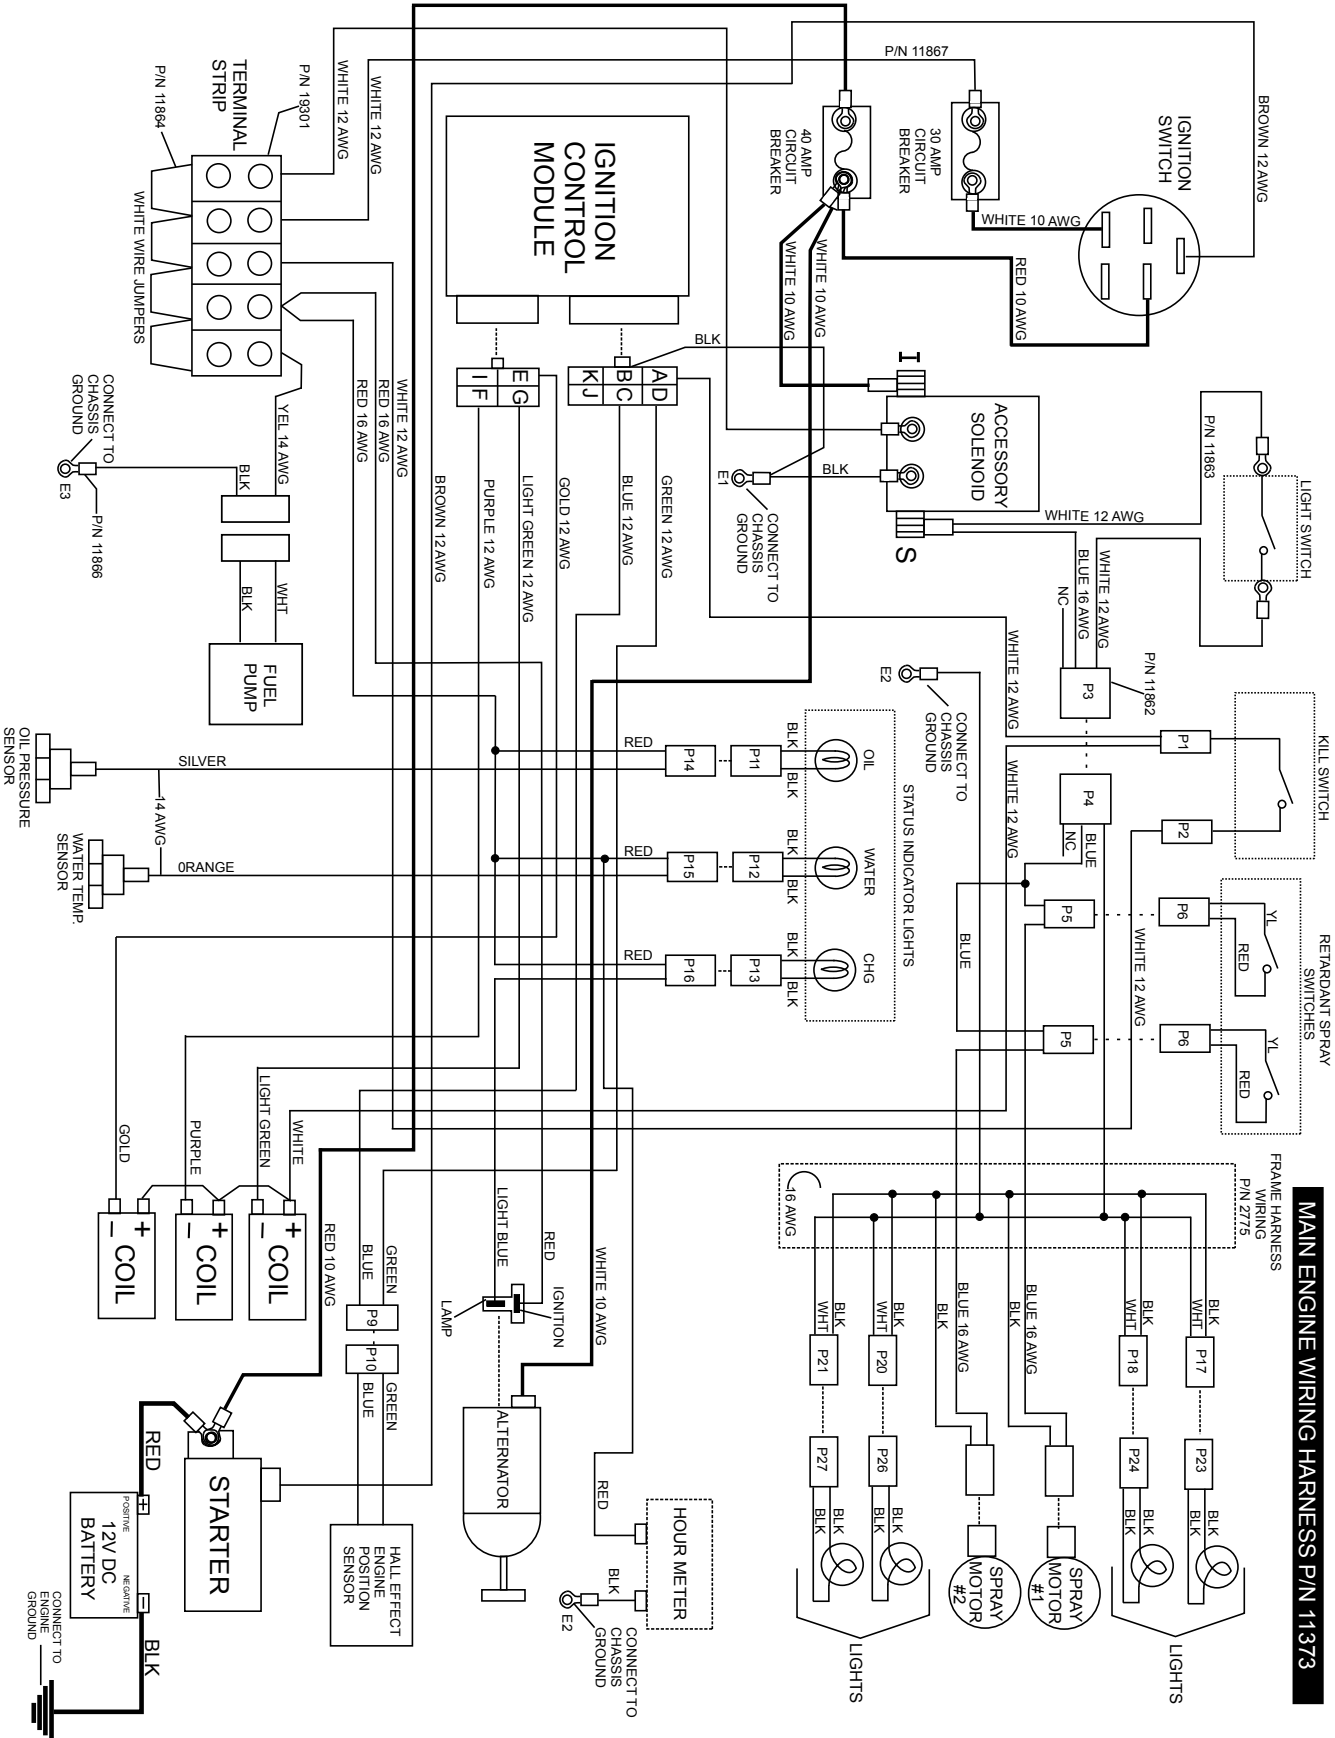 MAIN ENGINE WIRING HARNESS P/N 11373
IGNITION
SWITCH
BROWN 12 AWG
WHITE 10 AWG
RED 10 AWG
P/N 11867
30 AMP
CIRCUIT
BREAKER
40 AMP
CIRCUIT
BREAKER
WHITE 10 AWG
WHITE 10 AWG
IGNITION
CONTROL
MODULE
TERMINAL
STRIP
P/N 19301
P/N 11864
WHITE 12 AWG
WHITE 12 AWG
WHITE WIRE JUMPERS
LIGHT SWITCH
P/N 11863
WHITE 12 AWG
ACCESSORY
SOLENOID
I
S
BLK
BLK
E1
CONNECT TO
CHASSIS
GROUND
A D
B C
K J
E G
I F
WHITE 12 AWG
BLUE 16 AWG
NC
P3
P/N 11862
GREEN 12 AWG
BLUE 12 AWG
GOLD 12 AWG
LIGHT GREEN 12 AWG
PURPLE 12 AWG
BROWN 12 AWG
WHITE 12 AWG
RED 16 AWG
RED 16 AWG
YEL 14 AWG
BLK
CONNECT TO
CHASSIS
GROUND
E3
P/N 11866
WHT
BLK
FUEL
PUMP
KILL SWITCH
P1
P2
WHITE 12 AWG
WHITE 12 AWG
WHITE 12 AWG
P4
NC
BLUE
E2
CONNECT TO
CHASSIS
GROUND
STATUS INDICATOR LIGHTS
OIL
WATER
CHG
BLK
BLK
BLK
BLK
BLK
BLK
P11
P12
P13
P14
P15
P16
RED
RED
RED
SILVER
14 AWG
0RANGE
OIL PRESSURE
SENSOR
WATER TEMP.
SENSOR
RETARDANT SPRAY
SWITCHES
YL
RED
YL
RED
P6
P6
P5
P5
BLUE
FRAME HARNESS
WIRING
P/N 2775
16 AWG
GOLD
PURPLE
LIGHT GREEN
WHITE
+
– COIL
+
– COIL
+
– COIL
RED 10 AWG
BLUE
GREEN
P9
P10
BLUE
GREEN
LIGHT BLUE
RED
LAMP
IGNITION
WHITE 10 AWG
ALTERNATOR
HALL EFFECT
ENGINE
POSITION
SENSOR
RED
HOUR METER
BLK
E2
CONNECT TO
CHASSIS
GROUND
BLK
WHT
P17
BLK
WHT
P18
BLUE 16 AWG
BLK
BLUE 16 AWG
BLK
BLK
WHT
P20
BLK
WHT
P21
P23
P24
P26
P27
BLK
BLK
BLK
BLK
BLK
BLK
BLK
BLK
SPRAY
MOTOR
#1
SPRAY
MOTOR
#2
LIGHTS
LIGHTS
STARTER
RED
+
–
POSITIVE
NEGATIVE
12V DC
BATTERY
BLK
CONNECT TO
ENGINE
GROUND